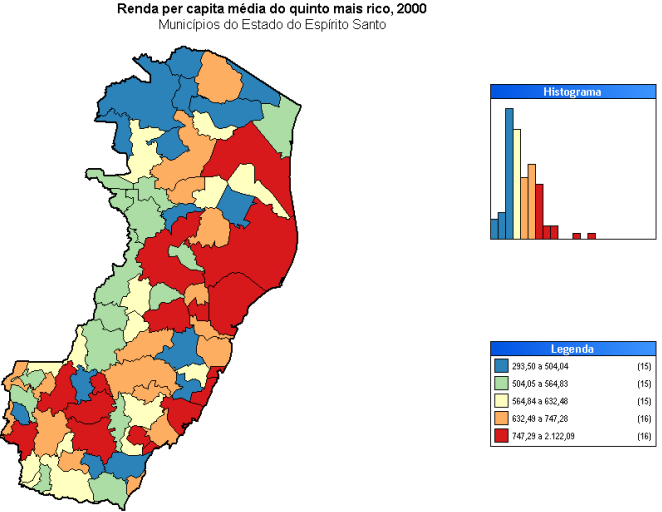 Renda per capita média do quinto mais rico, 2000
Municípios do Estado do Espírito Santo
Histograma
Legenda
293,50 a 504,04 (15)
504,05 a 564,83 (15)
564,84 a 632,48 (15)
632,49 a 747,28 (16)
747,29 a 2.122,09 (16)